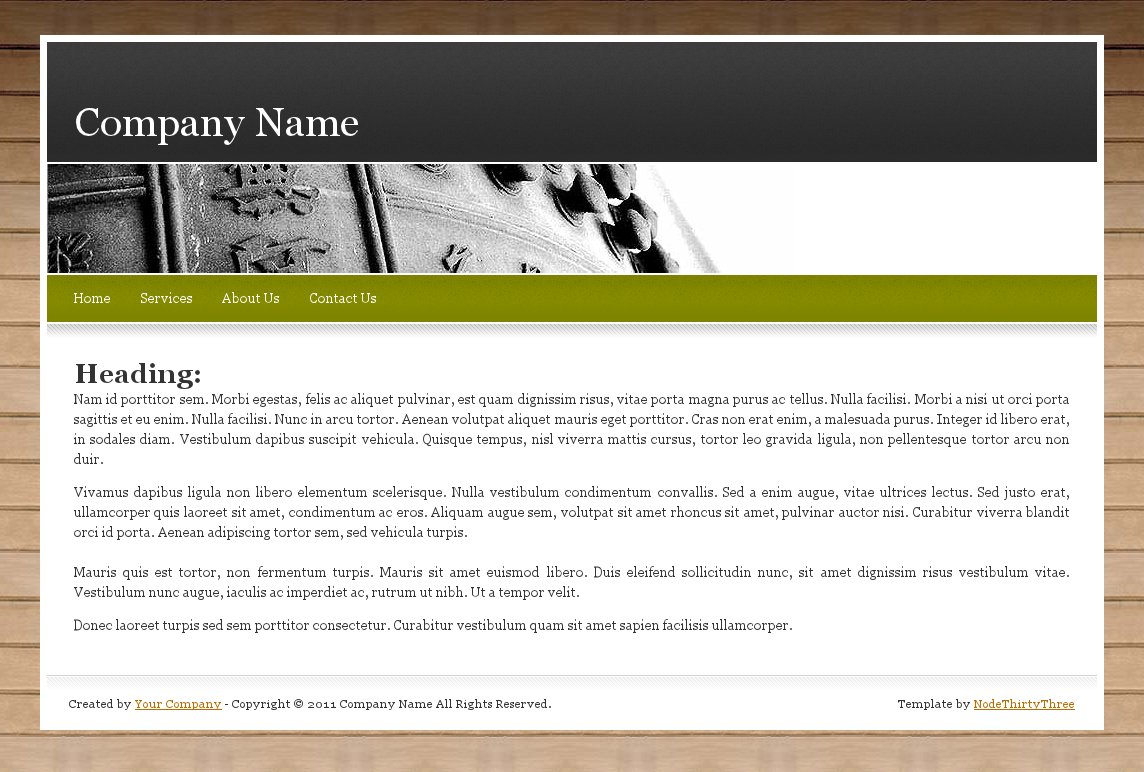 Company Name
Home Services About Us Contact Us
Heading:
Nam id porttitor sem. Morbi egestas, felis ac aliquet pulvinar, est quam dignissim risus, vitae porta magna purus ac tellus. Nulla facilisi. Morbi a nisi ut orci porta
sagittis et eu enim. Nulla facilisi. Nunc in arcu tortor. Aenean volutpat aliquet mauris eget porttitor. Cras non erat enim, a malesuada purus. Integer id libero erat,
in sodales diam. Vestibulum dapibus suscipit vehicula. Quisque tempus, nisl viverra mattis cursus, tortor leo gravida ligula, non pellentesque tortor arcu non
duir.
Vivamus dapibus ligula non libero elementum scelerisque. Nulla vestibulum condimentum convallis. Sed a enim augue, vitae ultrices lectus. Sed justo erat,
ullamcorper quis laoreet sit amet, condimentum ac eros. Aliquam augue sem, volutpat sit amet rhoncus sit amet, pulvinar auctor nisi. Curabitur viverra blandit
orci id porta. Aenean adipiscing tortor sem, sed vehicula turpis.
Mauris quis est tortor, non fermentum turpis. Mauris sit amet euismod libero. Duis eleifend sollicitudin nunc, sit amet dignissim risus vestibulum vitae.
Vestibulum nunc augue, iaculis ac imperdiet ac, rutrum ut nibh. Ut a tempor velit.
Donec laoreet turpis sed sem porttitor consectetur. Curabitur vestibulum quam sit amet sapien facilisis ullamcorper.
Created by Your Company - Copyright © 2011 Company Name All Rights Reserved. Template by NodeThirtyThree